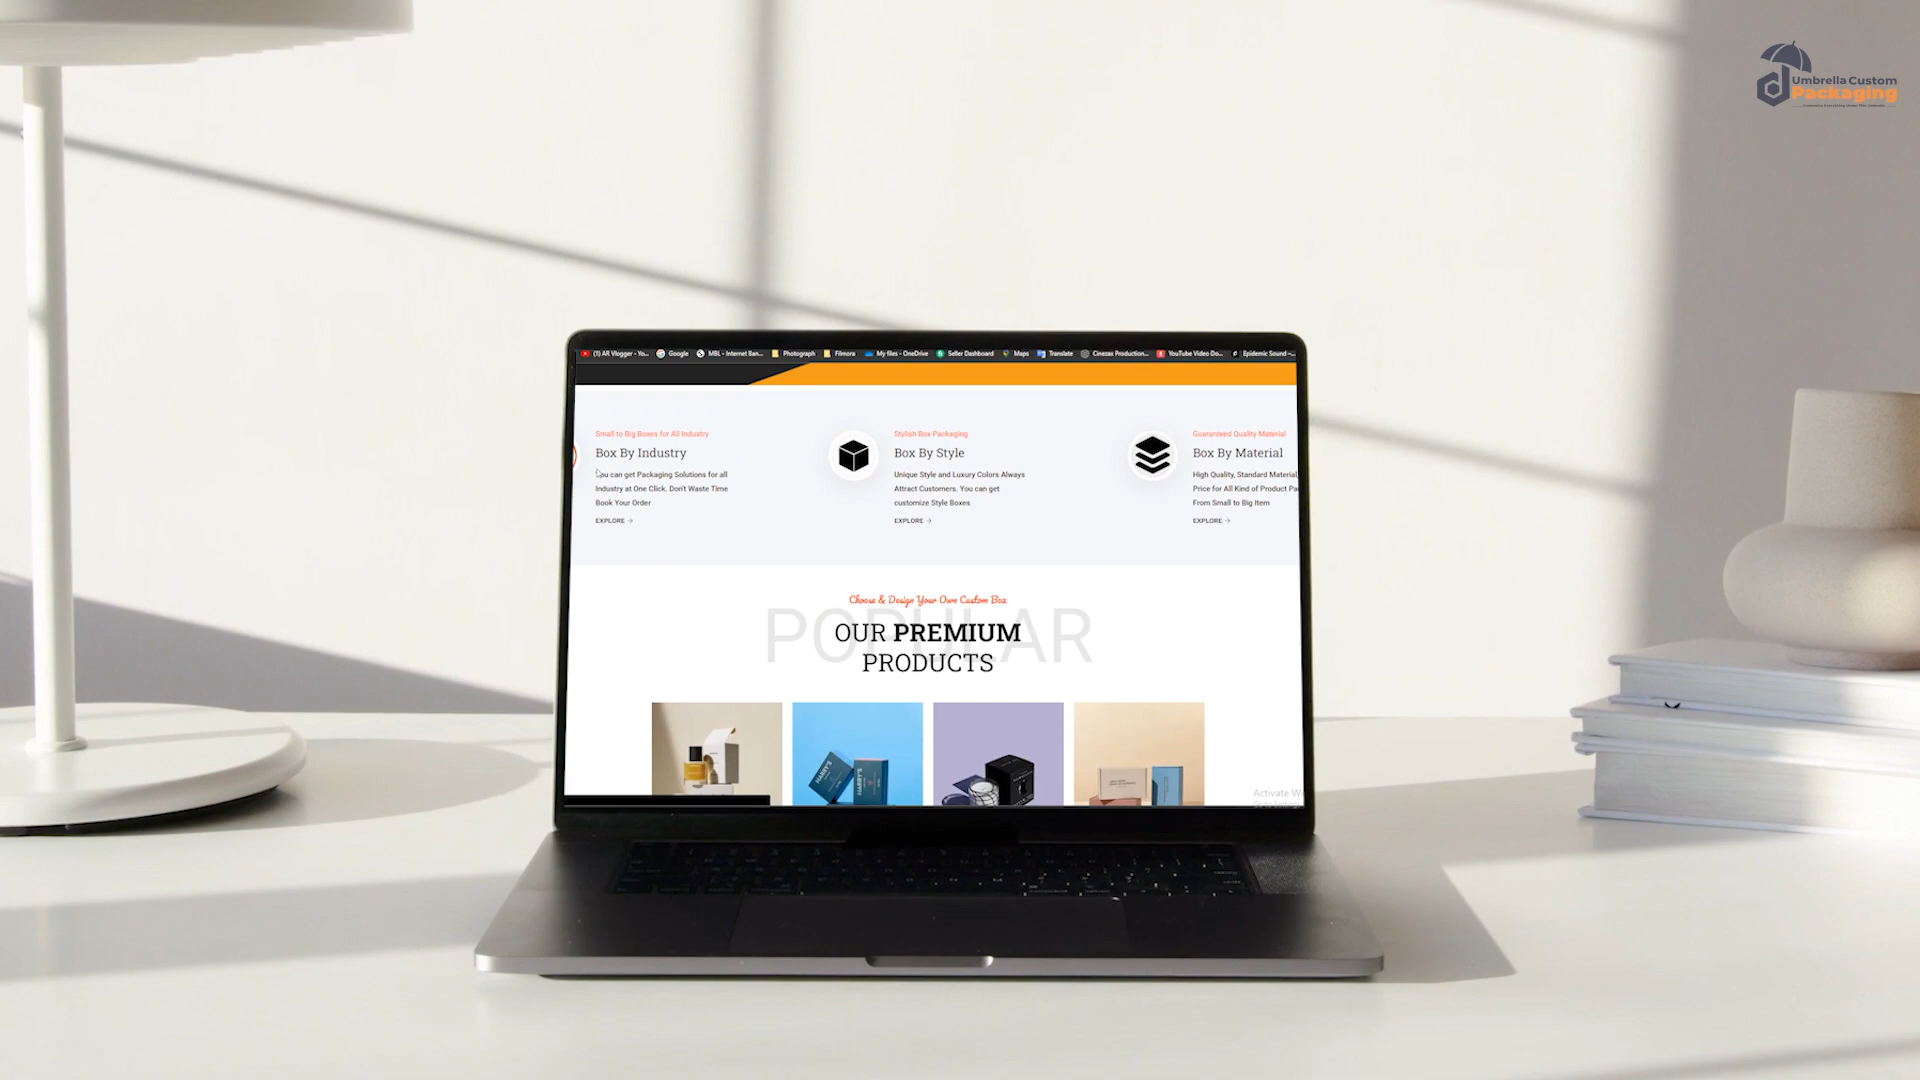 Umbrella Custom
Packaging
(1) AR Vlogger - Yo... Google MBL - Internet Ban... Photograph Filmora My files - OneDrive Seller Dashboard Maps Translate Cinezax Production... YouTube Video Do... Epidemic Sound -...
Small to Big Boxes for All Industry
Box By Industry
You can get Packaging Solutions for all
Industry at One Click. Don't Waste Time
Book Your Order
EXPLORE →
Stylish Box Packaging
Box By Style
Unique Style and Luxury Colors Always
Attract Customers. You can get
customize Style Boxes
EXPLORE →
Guaranteed Quality Material
Box By Material
High Quality, Standard Material,
Price for All Kind of Product Pa
From Small to Big Item
EXPLORE →
Choose & Design Your Own Custom Box
POPULAR
OUR PREMIUM
PRODUCTS
HARRY'S
HARRY'S
Activate Wi